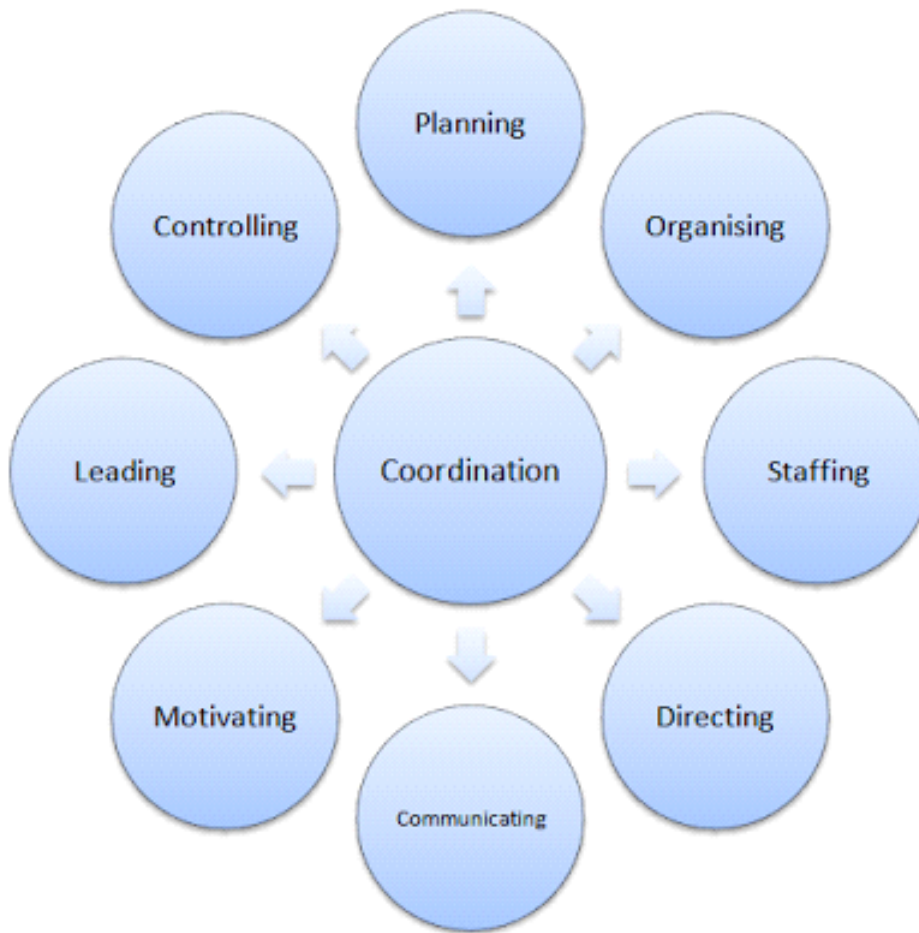 Planning
Organising
Staffing
Directing
Communicating
Motivating
Leading
Controlling
Coordination